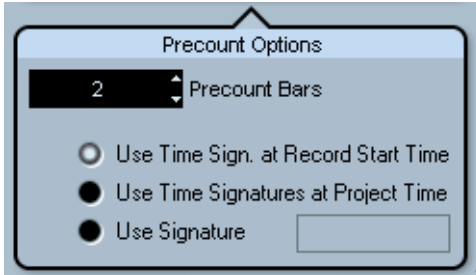 Precount Options
2 Precount Bars
Use Time Sign. at Record Start Time
Use Time Signatures at Project Time
Use Signature